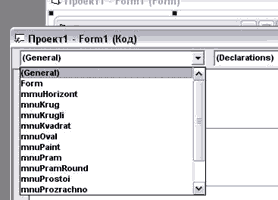 Проект1 - Form1 (Form)
Проект1 - Form1 (Код)
(General) (Declarations)
(General)
Form
mmuHorizont
mnuKrug
mnuKrugli
mnuKvadrat
mnuOval
mnuPaint
mnuPram
mnuPramRound
mnuProstoi
mnuProzrachno